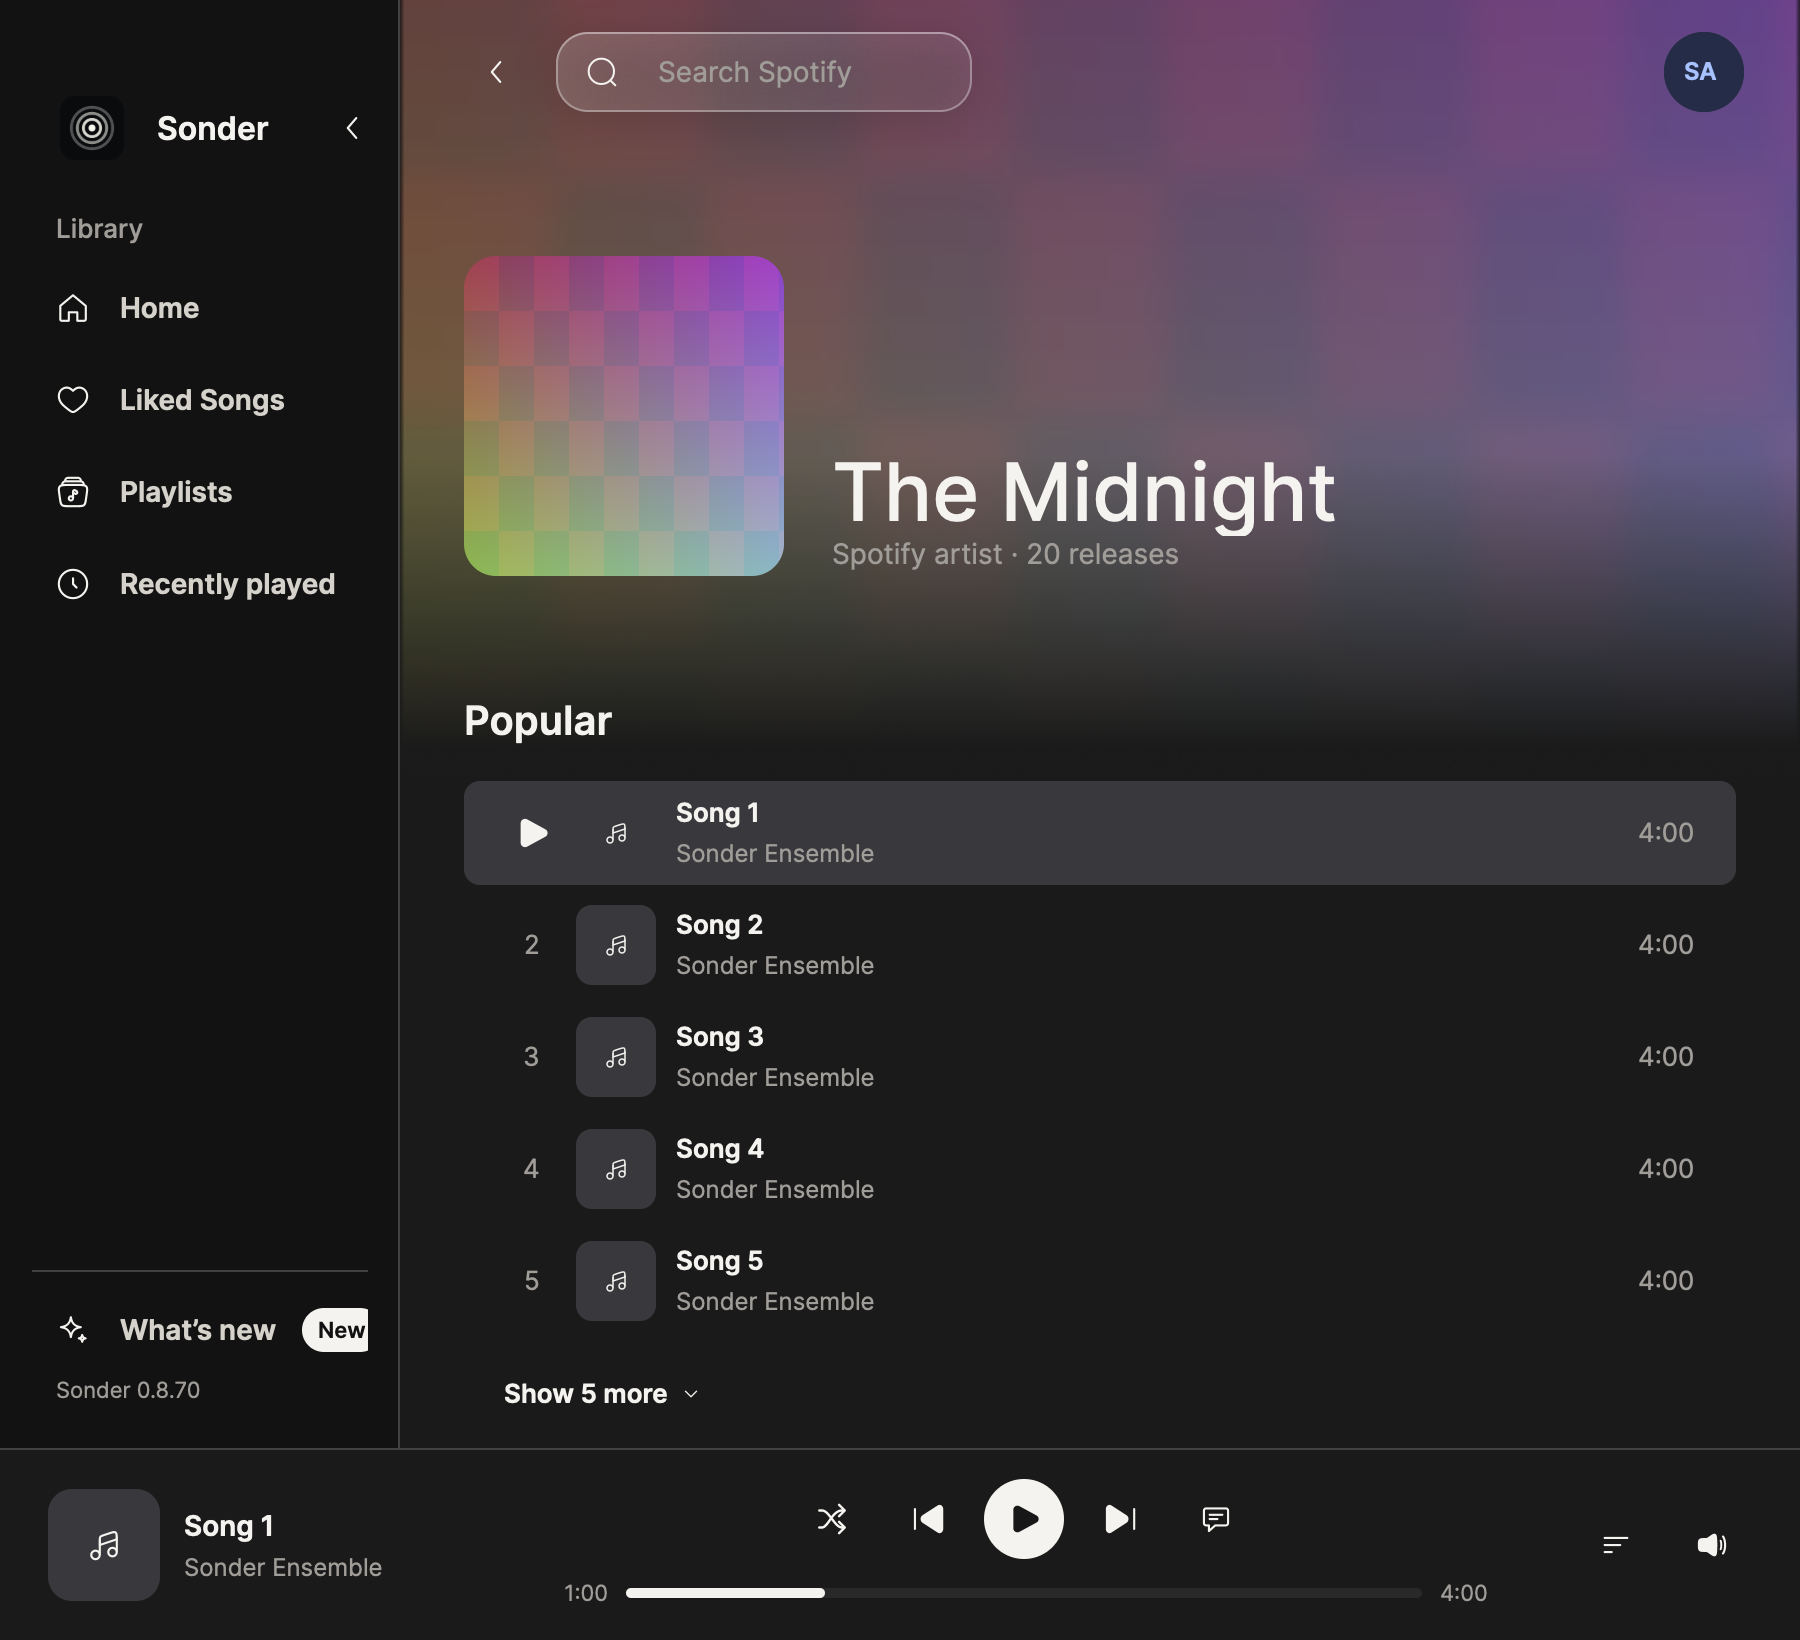 Search Spotify
SA
Sonder
Library
Home
Liked Songs
Playlists
Recently played
The Midnight
Spotify artist · 20 releases
Popular
Song 1
Sonder Ensemble
4:00
2
Song 2
Sonder Ensemble
4:00
3
Song 3
Sonder Ensemble
4:00
4
Song 4
Sonder Ensemble
4:00
5
Song 5
Sonder Ensemble
4:00
Show 5 more
What’s new
New
Sonder 0.8.70
Song 1
Sonder Ensemble
1:00
4:00